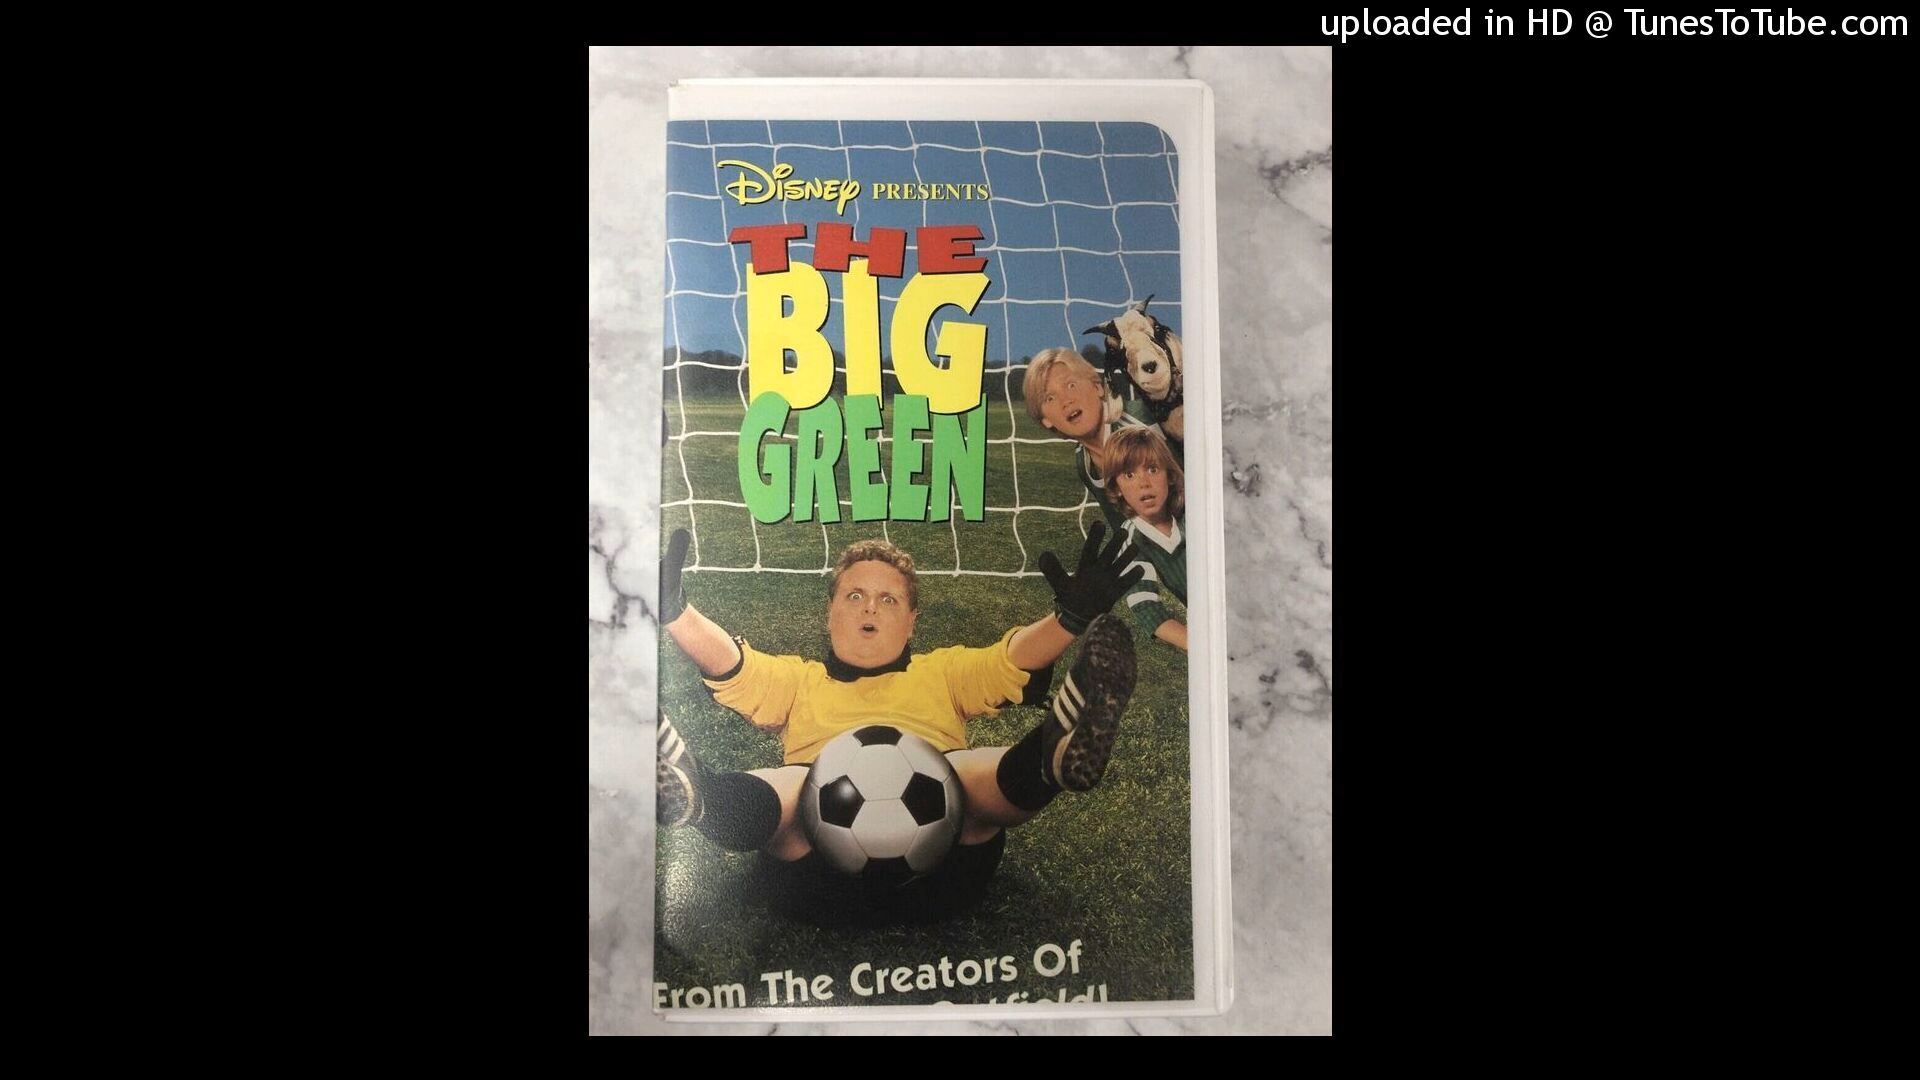 uploaded in HD @ TunesToTube.com
Disney PRESENTS
THE
BIG
GREEN
From The Creators Of